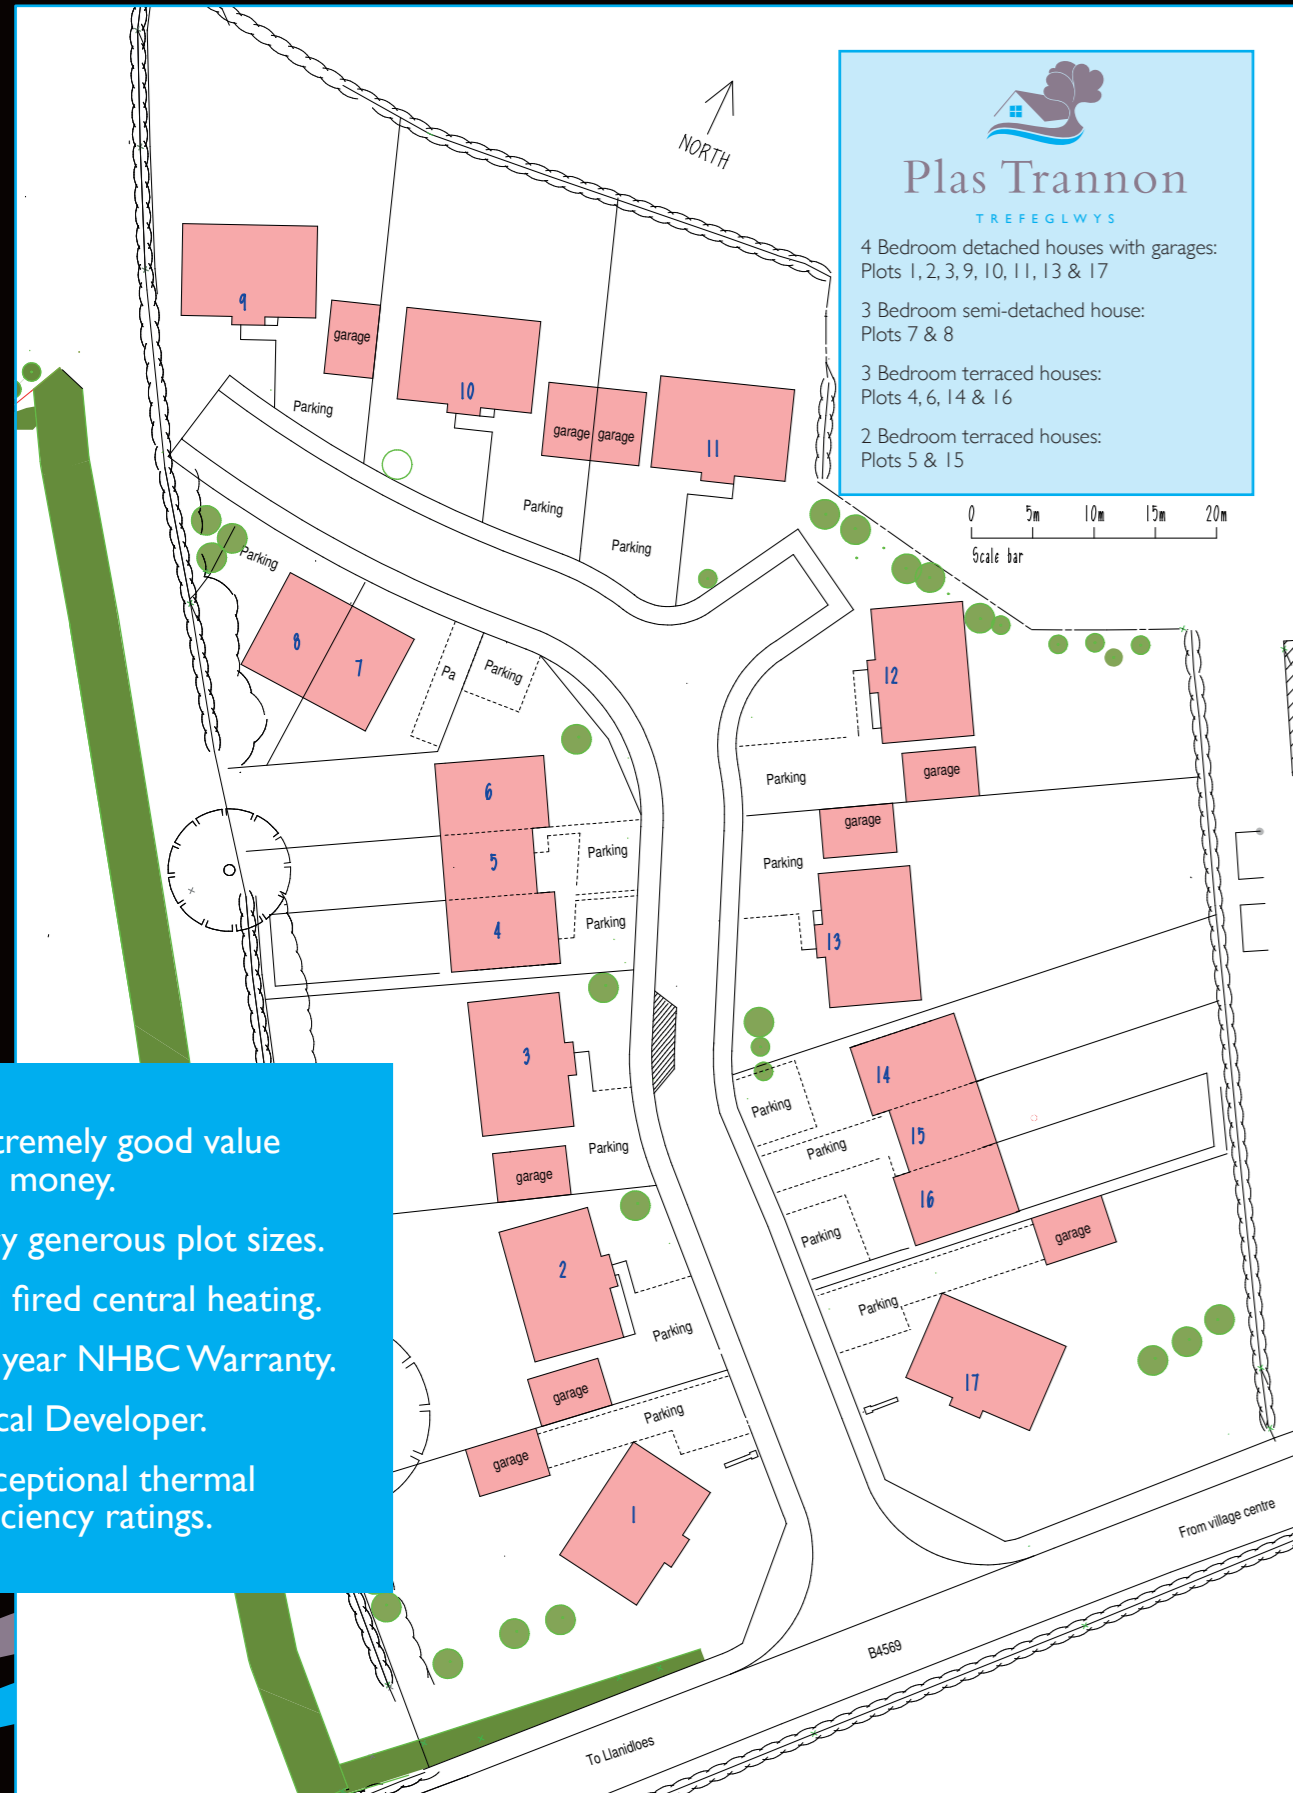 NORTH
Plas Trannon
TREFEGLWYS
4 Bedroom detached houses with garages:
Plots 1, 2, 3, 9, 10, 11, 13 & 17
3 Bedroom semi-detached house:
Plots 7 & 8
3 Bedroom terraced houses:
Plots 4, 6, 14 & 16
2 Bedroom terraced houses:
Plots 5 & 15
0 5m 10m 15m 20m
Scale bar
9
garage
Parking
10
garage garage
Parking
11
Parking
Parking
8
7
Pa
Parking
12
Parking
garage
6
5
Parking
4
Parking
garage
Parking
13
3
Parking
garage
14
Parking
15
Parking
16
Parking
garage
2
Parking
garage
Parking
17
Parking
garage
1
tremely good value
money.
y generous plot sizes.
fired central heating.
year NHBC Warranty.
cal Developer.
ceptional thermal
ciency ratings.
From village centre
B4569
To Llanidloes